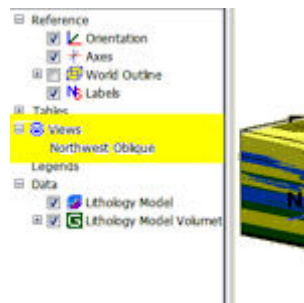 Reference
Orientation
Axes
World Outline
Labels
Tables
Views
Northwest Oblique
Legends
Data
Lithology Model
Lithology Model Volumet
N